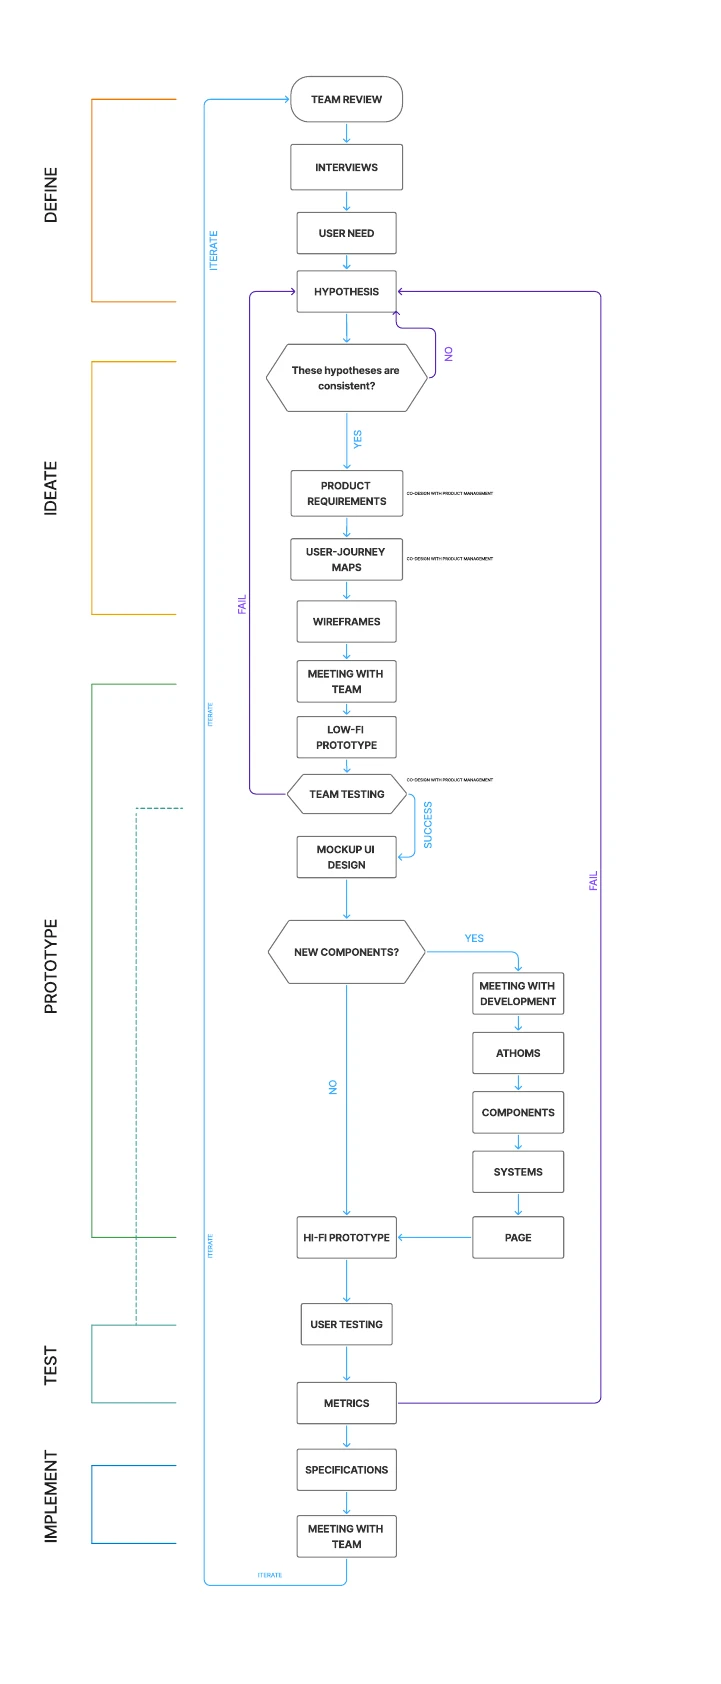 TEAM REVIEW
DEFINE
INTERVIEWS
USER NEED
ITERATE
HYPOTHESIS
NO
These hypotheses are
consistent?
YES
IDEATE
PRODUCT
REQUIREMENTS
CO-DESIGN WITH PRODUCT MANAGEMENT
USER-JOURNEY
MAPS
CO-DESIGN WITH PRODUCT MANAGEMENT
FAIL
WIREFRAMES
MEETING WITH
TEAM
ITERATE
LOW-FI
PROTOTYPE
CO-DESIGN WITH PRODUCT MANAGEMENT
TEAM TESTING
SUCCESS
MOCKUP UI
DESIGN
FAIL
PROTOTYPE
YES
NEW COMPONENTS?
MEETING WITH
DEVELOPMENT
ATHOMS
NO
COMPONENTS
SYSTEMS
ITERATE
HI-FI PROTOTYPE
PAGE
USER TESTING
TEST
METRICS
SPECIFICATIONS
IMPLEMENT
MEETING WITH
TEAM
ITERATE